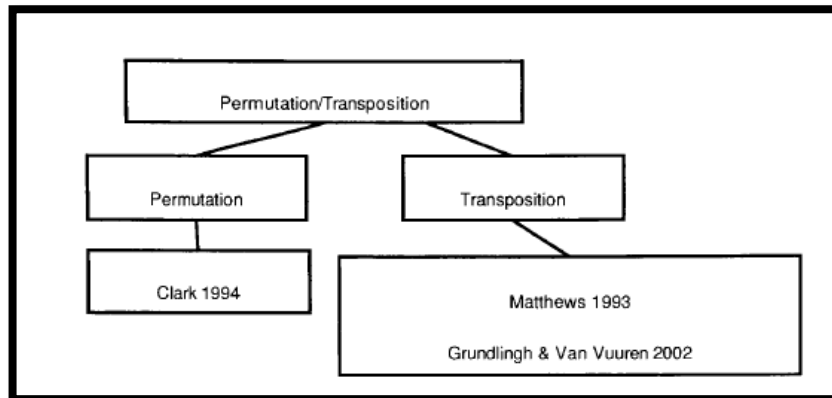 Permutation/Transposition
Permutation
Transposition
Clark 1994
Matthews 1993
Grundlingh & Van Vuuren 2002